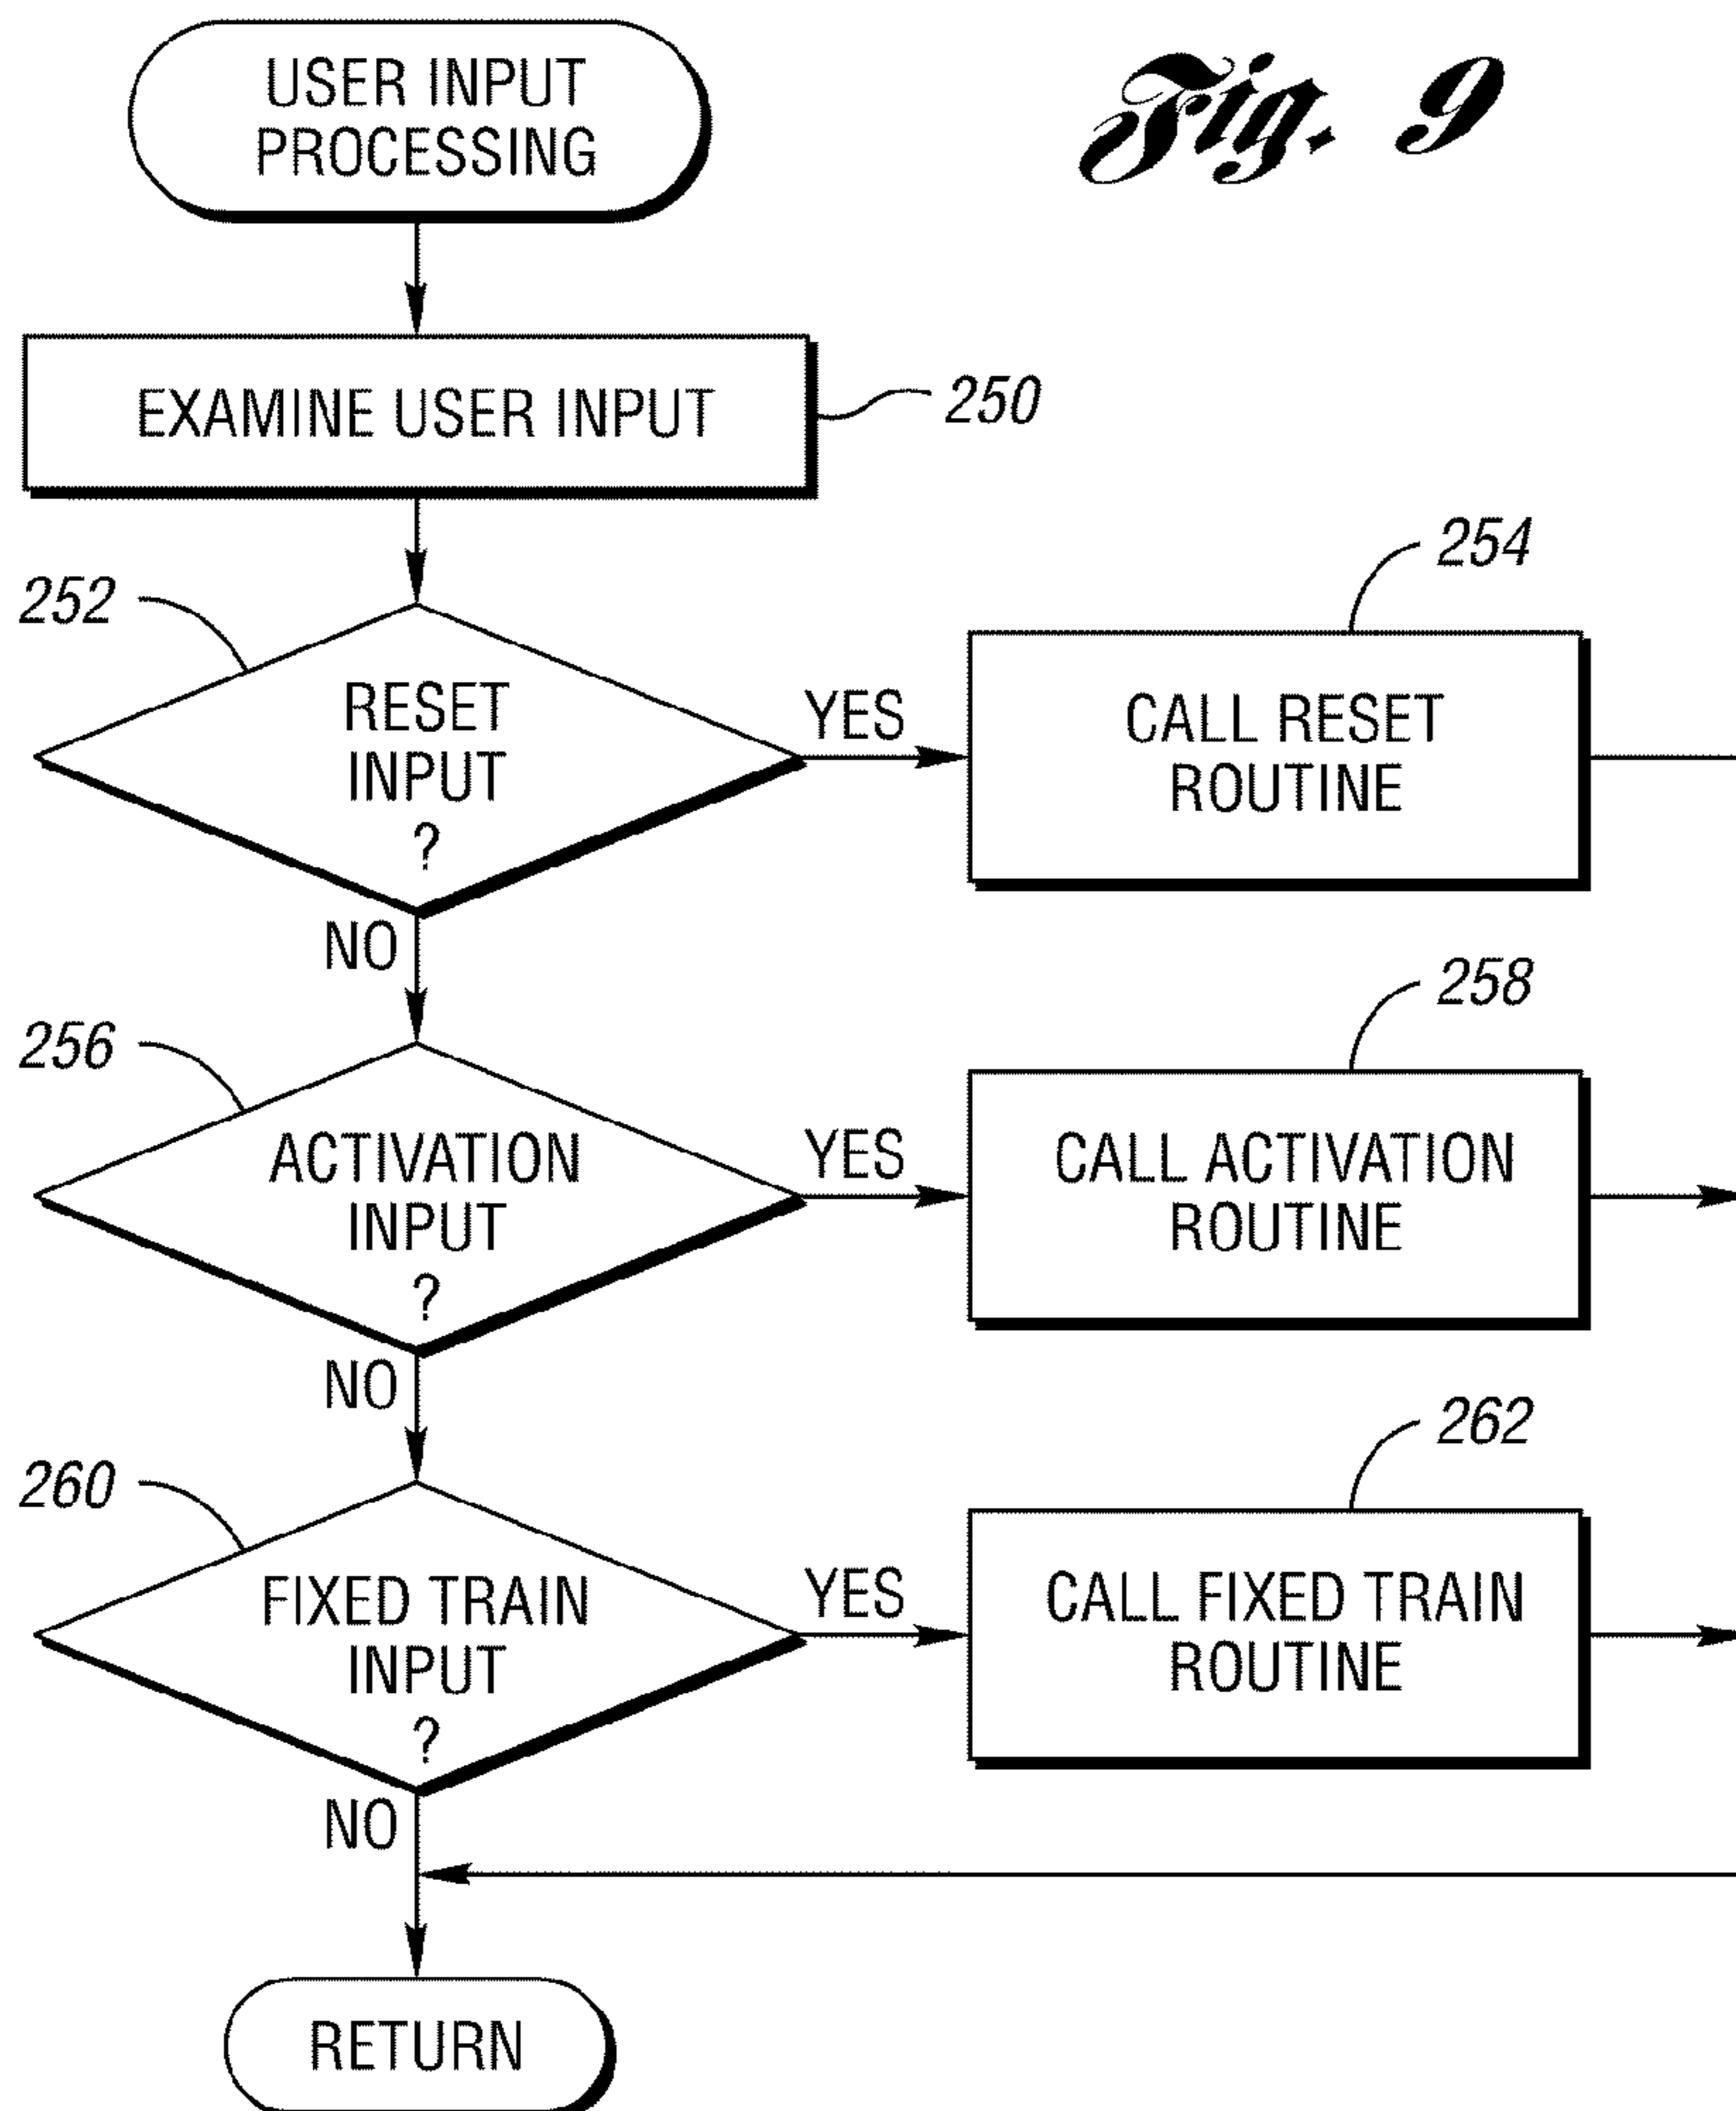 USER INPUT
PROCESSING
Fig. 9
EXAMINE USER INPUT
250
252
RESET
INPUT
?
YES
254
CALL RESET
ROUTINE
NO
256
ACTIVATION
INPUT
?
YES
258
CALL ACTIVATION
ROUTINE
NO
260
FIXED TRAIN
INPUT
?
YES
262
CALL FIXED TRAIN
ROUTINE
NO
RETURN